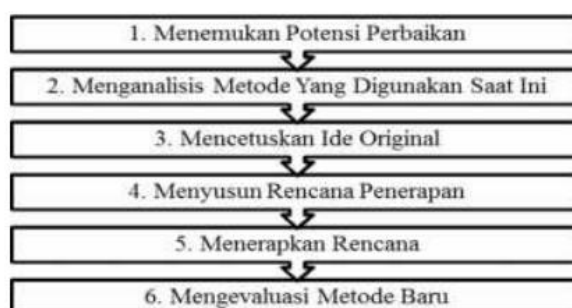 1. Menemukan Potensi Perbaikan
2. Menganalisis Metode Yang Digunakan Saat Ini
3. Mencetuskan Ide Original
4. Menyusun Rencana Penerapan
5. Menerapkan Rencana
6. Mengevaluasi Metode Baru